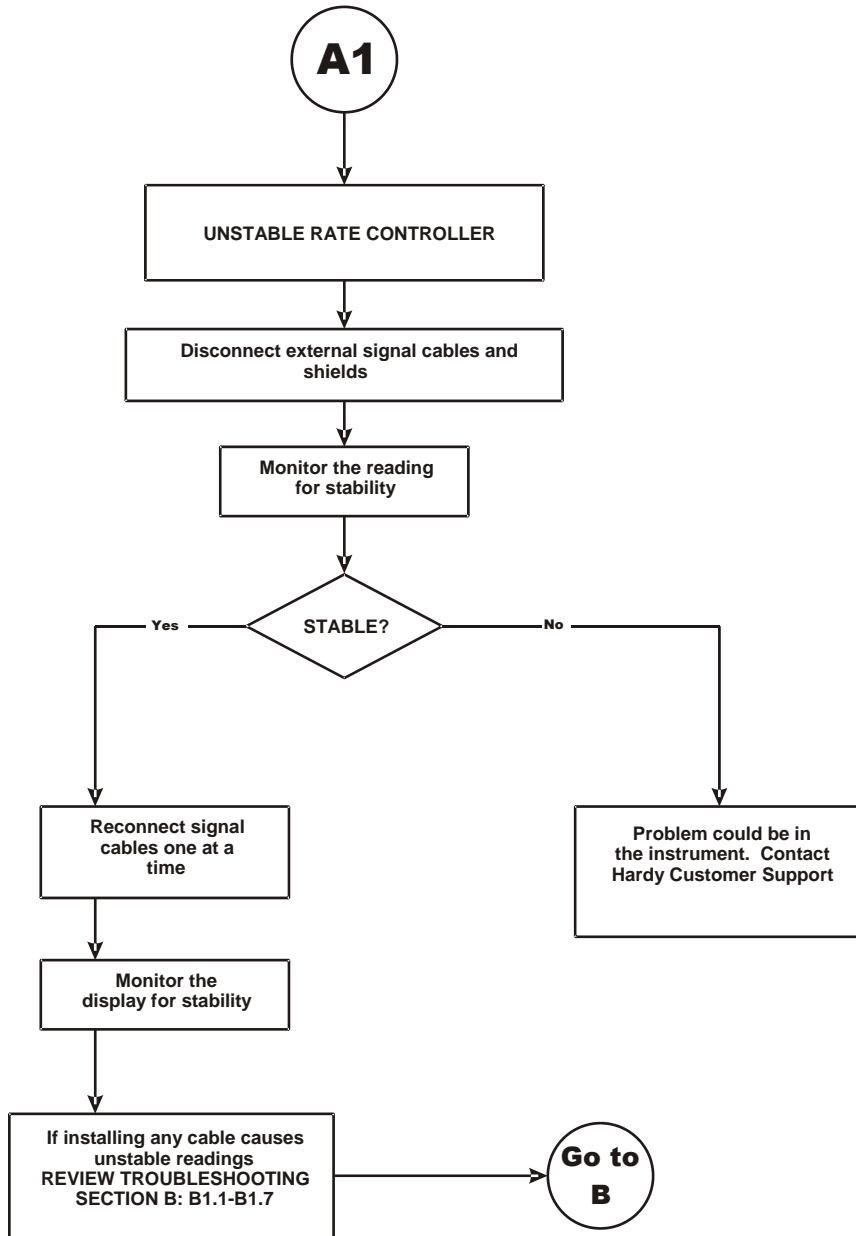 A1
UNSTABLE RATE CONTROLLER
Disconnect external signal cables and
shields
Monitor the reading
for stability
STABLE?
Yes
No
Reconnect signal
cables one at a
time
Problem could be in
the instrument.  Contact
Hardy Customer Support
Monitor the
display for stability
If installing any cable causes
unstable readings
REVIEW TROUBLESHOOTING
SECTION B: B1.1-B1.7
Go to
B